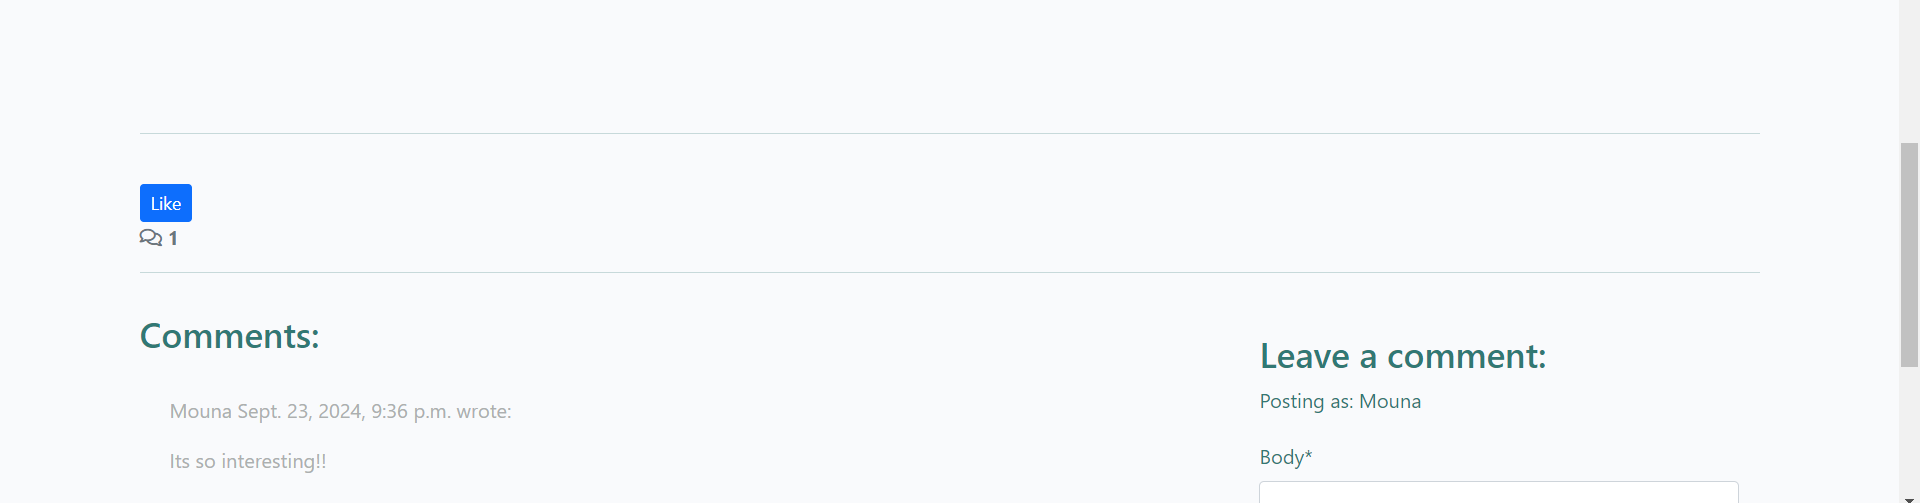 Like
1
Comments:
Mouna Sept. 23, 2024, 9:36 p.m. wrote:
Its so interesting!!
Leave a comment:
Posting as: Mouna
Body*